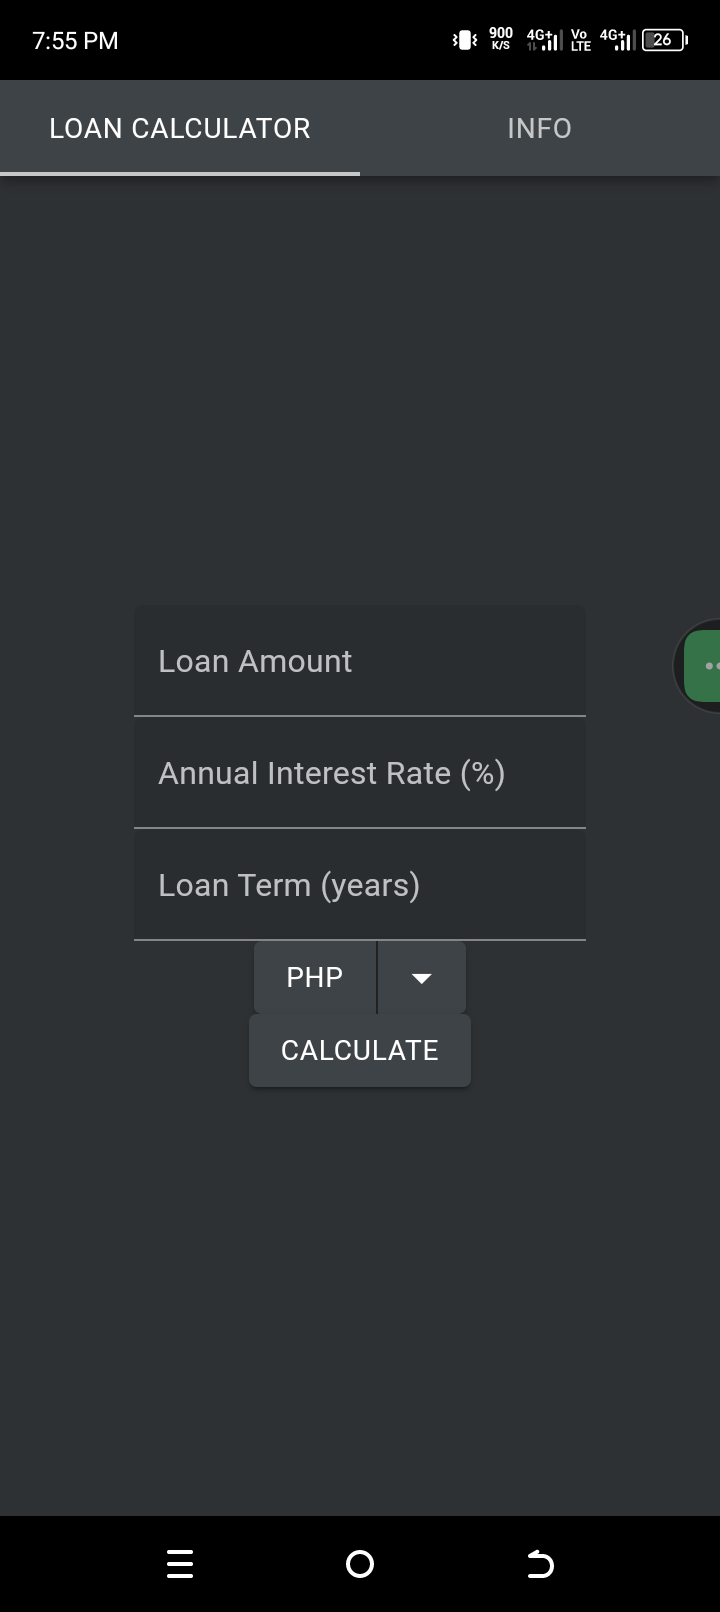 7:55 PM
900
K/S
4G+
Vo
LTE
4G+
26
LOAN CALCULATOR
INFO
Loan Amount
Annual Interest Rate (%)
Loan Term (years)
PHP
CALCULATE